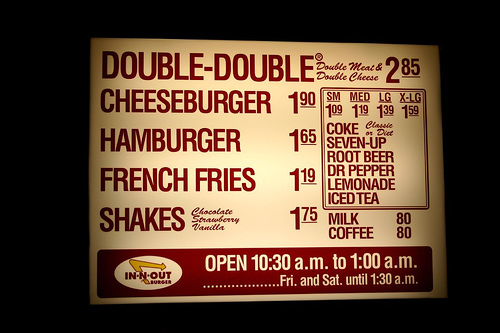 DOUBLE-DOUBLE® Double Meat & Double Cheese 2 85
CHEESEBURGER 1 90
HAMBURGER 1 65
FRENCH FRIES 1 19
SHAKES Chocolate Strawberry Vanilla 1 75
SM MED LG X-LG
1 09 1 19 1 39 1 59
COKE Classic or Diet
SEVEN-UP
ROOT BEER
DR PEPPER
LEMONADE
ICED TEA
MILK 80
COFFEE 80
IN-N-OUT
BURGER
OPEN 10:30 a.m. to 1:00 a.m.
....................Fri. and Sat. until 1:30 a.m.